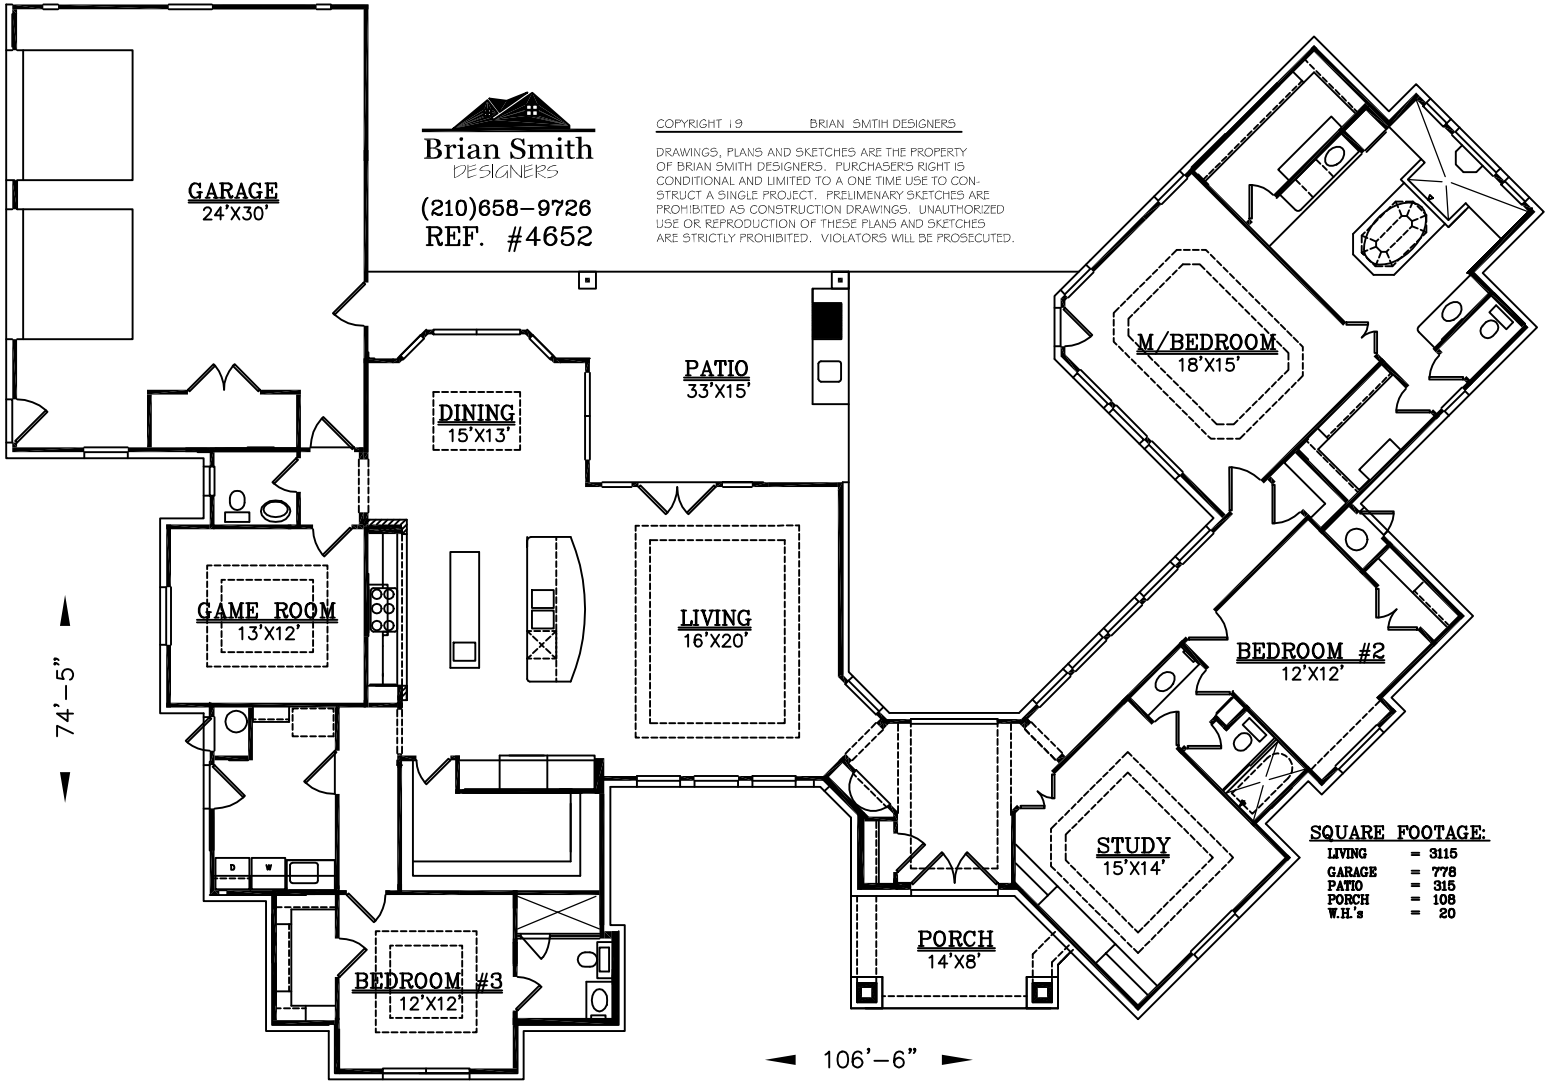 Brian Smith
DESIGNERS
(210)658-9726
REF. #4652
COPYRIGHT 19 BRIAN SMTIH DESIGNERS
DRAWINGS, PLANS AND SKETCHES ARE THE PROPERTY
OF BRIAN SMITH DESIGNERS. PURCHASERS RIGHT IS
CONDITIONAL AND LIMITED TO A ONE TIME USE TO CON-
STRUCT A SINGLE PROJECT. PRELIMENARY SKETCHES ARE
PROHIBITED AS CONSTRUCTION DRAWINGS. UNAUTHORIZED
USE OR REPRODUCTION OF THESE PLANS AND SKETCHES
ARE STRICTLY PROHIBITED. VIOLATORS WILL BE PROSECUTED.
GARAGE
24'X30'
M/BEDROOM
18'X15'
PATIO
33'X15'
DINING
15'X13'
GAME ROOM
13'X12'
LIVING
16'X20'
BEDROOM #2
12'X12'
74'-5"
STUDY
15'X14'
SQUARE FOOTAGE:
LIVING = 3115
GARAGE = 778
PATIO = 315
PORCH = 108
W.H.'s = 20
D W
PORCH
14'X8'
BEDROOM #3
12'X12'
106'-6"